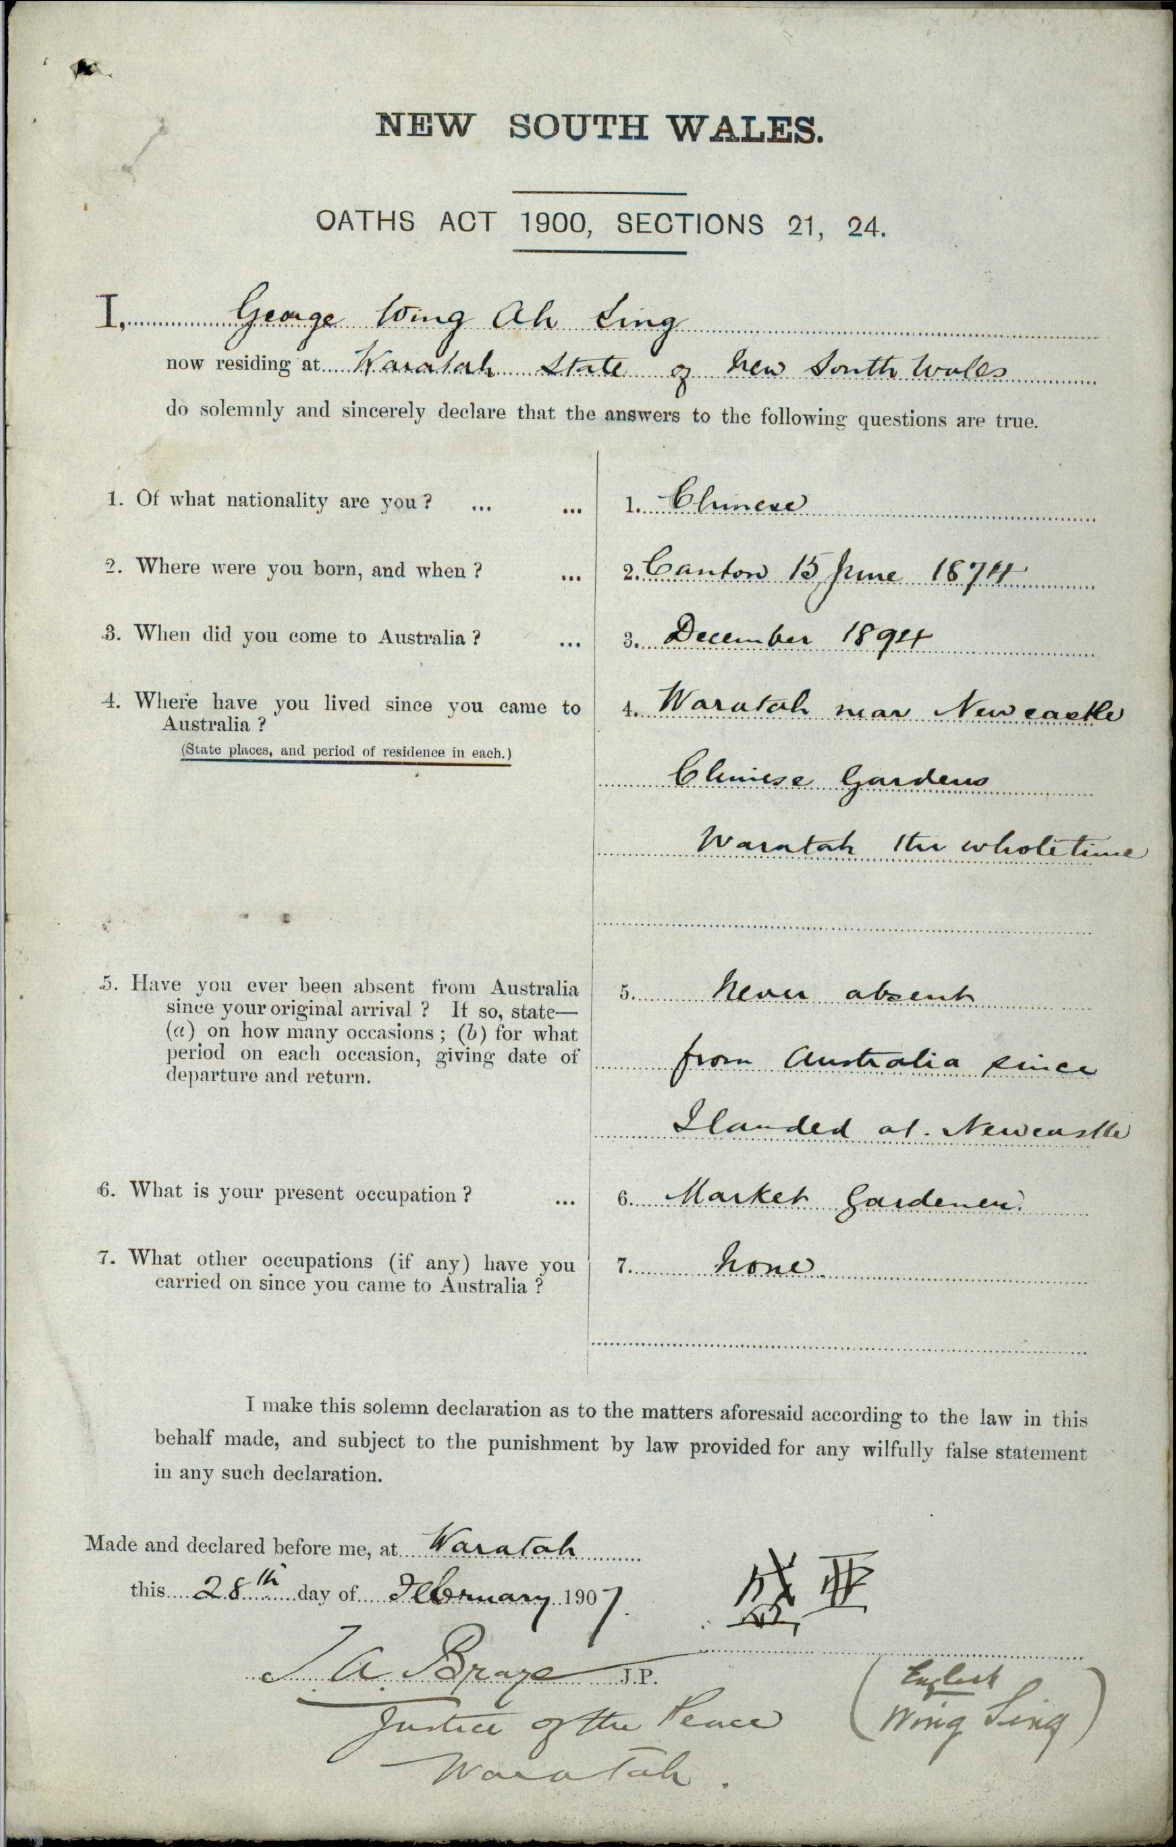 NEW SOUTH WALES.
OATHS ACT 1900, SECTIONS 21, 24.
I, George Wing Ah Ling
now residing at Waratah State of New South Wales
do solemnly and sincerely declare that the answers to the following questions are true.
1. Of what nationality are you ? ... ... 1. Chinese
2. Where were you born, and when ? ... 2. Canton 15 June 1874
3. When did you come to Australia ? ... 3. December 1894
4. Where have you lived since you came to 4. Waratah near Newcastle
Australia ?
(State places, and period of residence in each.)
Chinese Gardens
Waratah the whole time
5. Have you ever been absent from Australia 5. Never absent
since your original arrival ? If so, state—
(a) on how many occasions ; (b) for what
period on each occasion, giving date of from Australia since
departure and return.
I landed at Newcastle
6. What is your present occupation ? ... 6. Market Gardener.
7. What other occupations (if any) have you 7. None.
carried on since you came to Australia ?
I make this solemn declaration as to the matters aforesaid according to the law in this
behalf made, and subject to the punishment by law provided for any wilfully false statement
in any such declaration.
Made and declared before me, at Waratah
this 28th day of February 1907.
亞
J. A. Braye J.P.
Justice of the Peace
Waratah.
(English
Wing Ling)